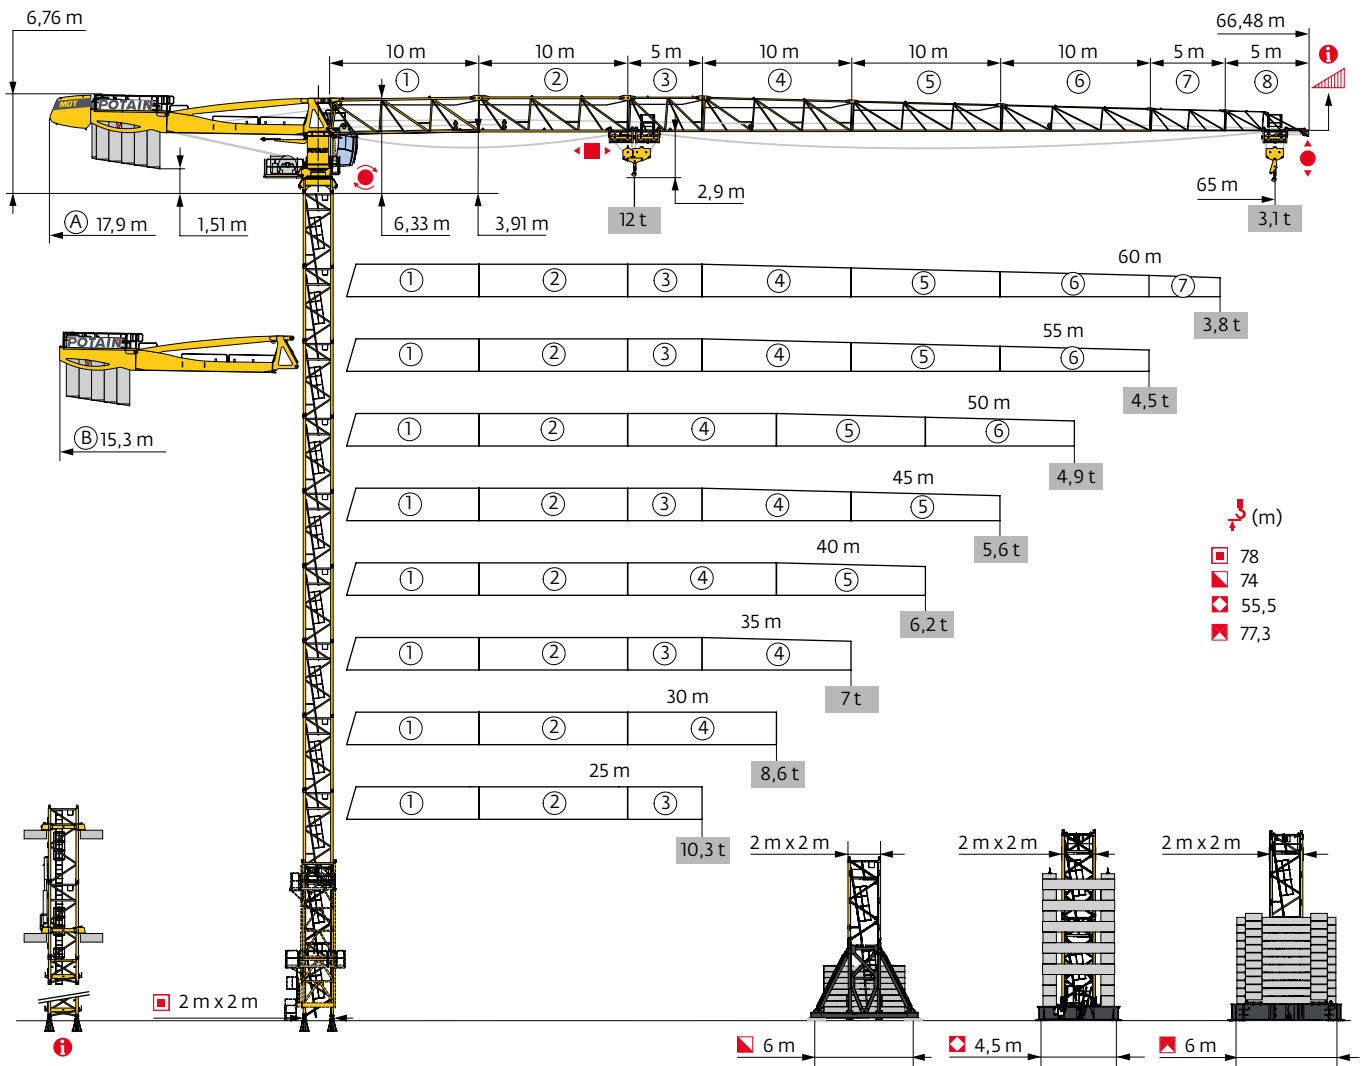 6,76 m
66,48 m
10 m 10 m 5 m 10 m 10 m 10 m 5 m 5 m
1 2 3 4 5 6 7 8
i
MDT POTAIN
POTAIN
A 17,9 m
1,51 m
6,33 m
3,91 m
2,9 m
12 t
65 m
3,1 t
60 m
1 2 3 4 5 6 7
3,8 t
55 m
1 2 3 4 5 6
4,5 t
POTAIN
B 15,3 m
50 m
1 2 4 5 6
4,9 t
45 m
1 2 3 4 5
5,6 t
(m)
78
74
55,5
77,3
40 m
1 2 4 5
6,2 t
35 m
1 2 3 4
7 t
30 m
1 2 4
8,6 t
25 m
1 2 3
10,3 t
2 m x 2 m
2 m x 2 m
2 m x 2 m
2 m x 2 m
i
6 m
4,5 m
6 m